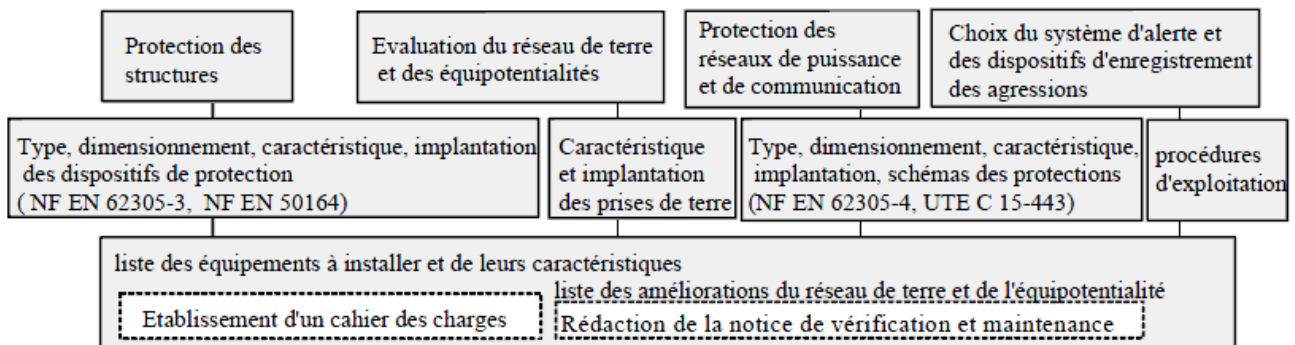 Protection des
structures
Evaluation du réseau de terre
et des équipotentialités
Protection des
réseaux de puissance
et de communication
Choix du système d'alerte et
des dispositifs d'enregistrement
des agressions
Type, dimensionnement, caractéristique, implantation
des dispositifs de protection
( NF EN 62305-3, NF EN 50164)
Caractéristique
et implantation
des prises de terre
Type, dimensionnement, caractéristique,
implantation, schémas des protections
(NF EN 62305-4, UTE C 15-443)
procédures
d'exploitation
liste des équipements à installer et de leurs caractéristiques
liste des améliorations du réseau de terre et de l'équipotentialité
Etablissement d'un cahier des charges
Rédaction de la notice de vérification et maintenance